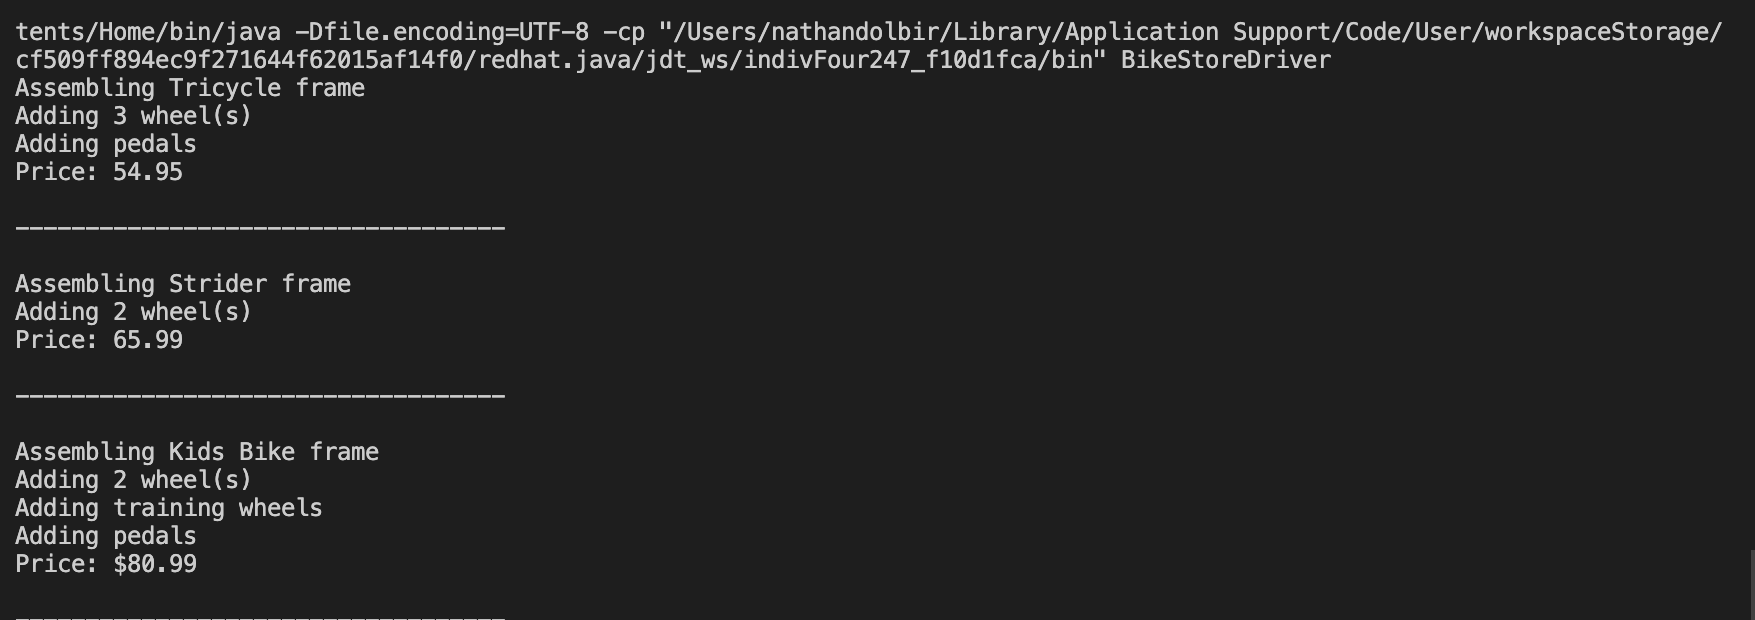 tents/Home/bin/java -Dfile.encoding=UTF-8 -cp "/Users/nathandolbir/Library/Application Support/Code/User/workspaceStorage/
cf509ff894ec9f271644f62015af14f0/redhat.java/jdt_ws/indivFour247_f10d1fca/bin" BikeStoreDriver
Assembling Tricycle frame
Adding 3 wheel(s)
Adding pedals
Price: 54.95
-----------------------------------
Assembling Strider frame
Adding 2 wheel(s)
Price: 65.99
-----------------------------------
Assembling Kids Bike frame
Adding 2 wheel(s)
Adding training wheels
Adding pedals
Price: $80.99
-----------------------------------